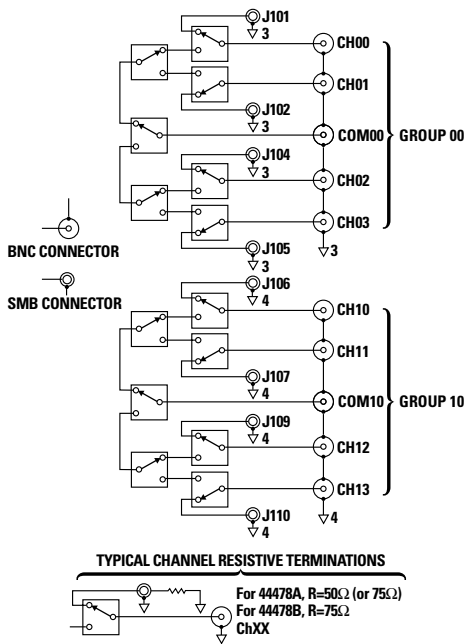 J101
3
CH00
CH01
J102
3
COM00
GROUP 00
J104
3
CH02
CH03
3
J105
3
BNC CONNECTOR
SMB CONNECTOR
J106
4
CH10
CH11
J107
4
COM10
GROUP 10
J109
4
CH12
CH13
J110
4
4
TYPICAL CHANNEL RESISTIVE TERMINATIONS
For 44478A, R=50Ω (or 75Ω)
For 44478B, R=75Ω
ChXX